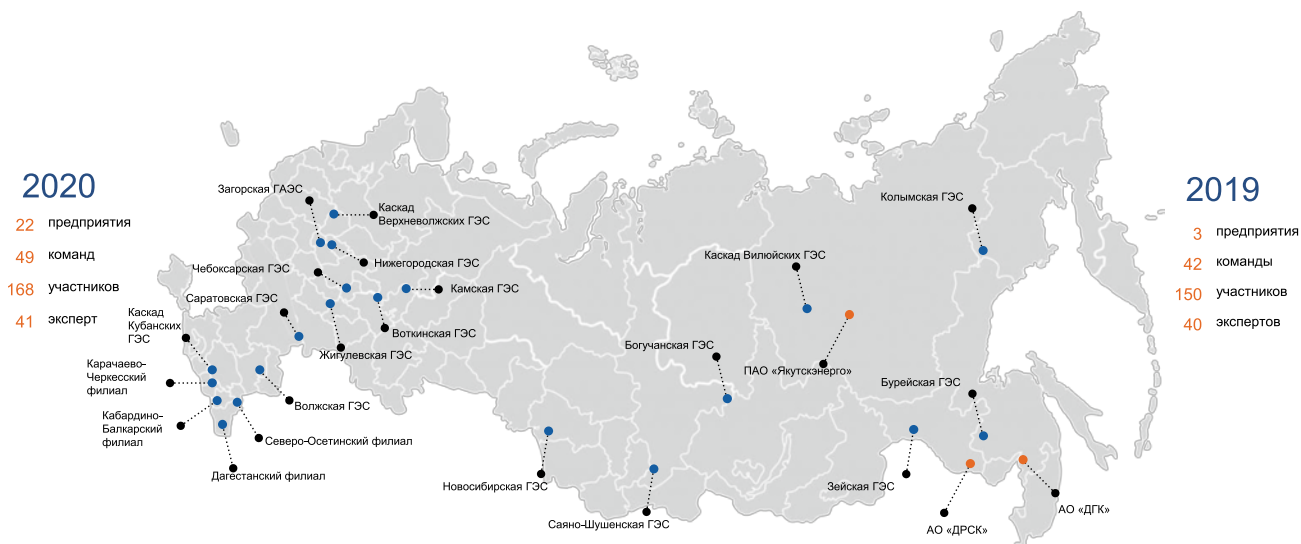 2020
22 предприятия
49 команд
168 участников
41 эксперт
Загорская ГАЭС
Каскад
Верхневолжских ГЭС
Нижегородская ГЭС
Чебоксарская ГЭС
Камская ГЭС
Саратовская ГЭС
Каскад
Кубанских
ГЭС
Воткинская ГЭС
Жигулевская ГЭС
Карачаево-
Черкесский
филиал
Волжская ГЭС
Кабардино-
Балкарский
филиал
Северо-Осетинский филиал
Дагестанский филиал
Новосибирская ГЭС
Саяно-Шушенская ГЭС
Богучанская ГЭС
Каскад Вилюйских ГЭС
ПАО «Якутскэнерго»
Колымская ГЭС
Бурейская ГЭС
Зейская ГЭС
АО «ДРСК»
АО «ДГК»
2019
3 предприятия
42 команды
150 участников
40 экспертов